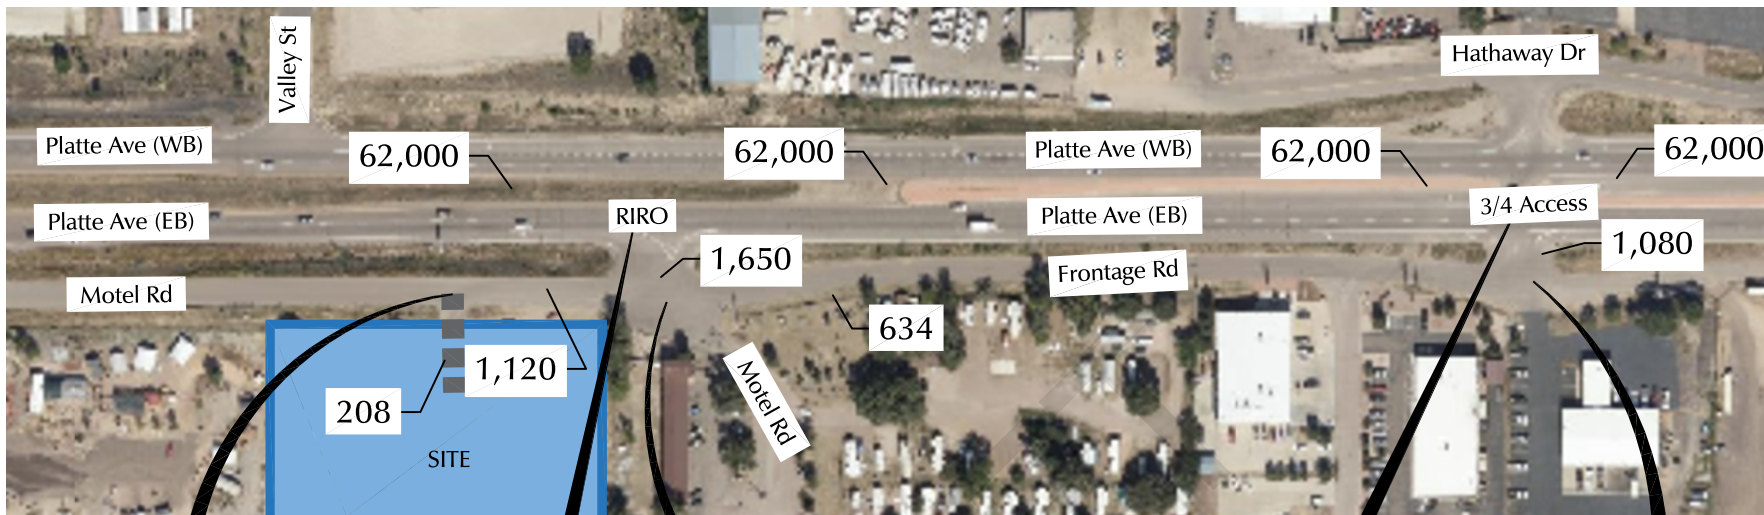 Valley St
Hathaway Dr
Platte Ave (WB)
62,000
62,000
Platte Ave (WB)
62,000
62,000
Platte Ave (EB)
RIRO
Platte Ave (EB)
3/4 Access
1,650
1,080
Motel Rd
Frontage Rd
634
1,120
208
Motel Rd
SITE